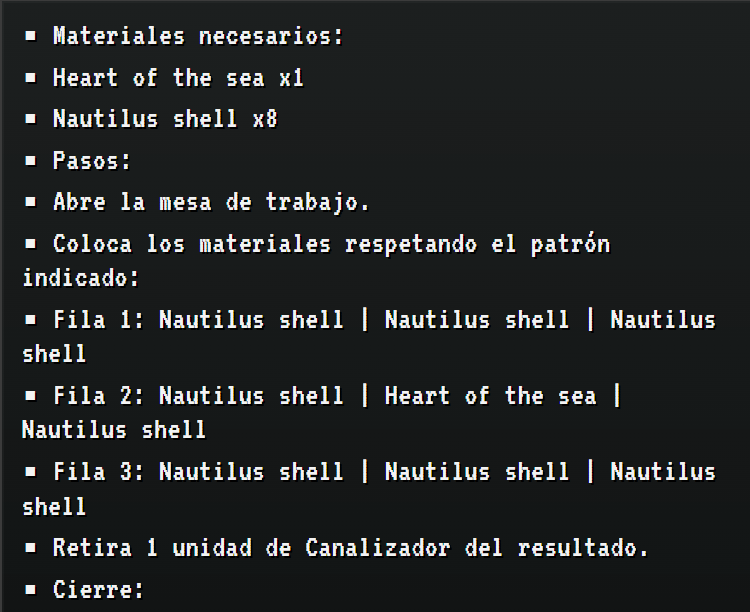 ▪ Materiales necesarios:
▪ Heart of the sea x1
▪ Nautilus shell x8
▪ Pasos:
▪ Abre la mesa de trabajo.
▪ Coloca los materiales respetando el patrón
indicado:
▪ Fila 1: Nautilus shell | Nautilus shell | Nautilus
shell
▪ Fila 2: Nautilus shell | Heart of the sea |
Nautilus shell
▪ Fila 3: Nautilus shell | Nautilus shell | Nautilus
shell
▪ Retira 1 unidad de Canalizador del resultado.
▪ Cierre: